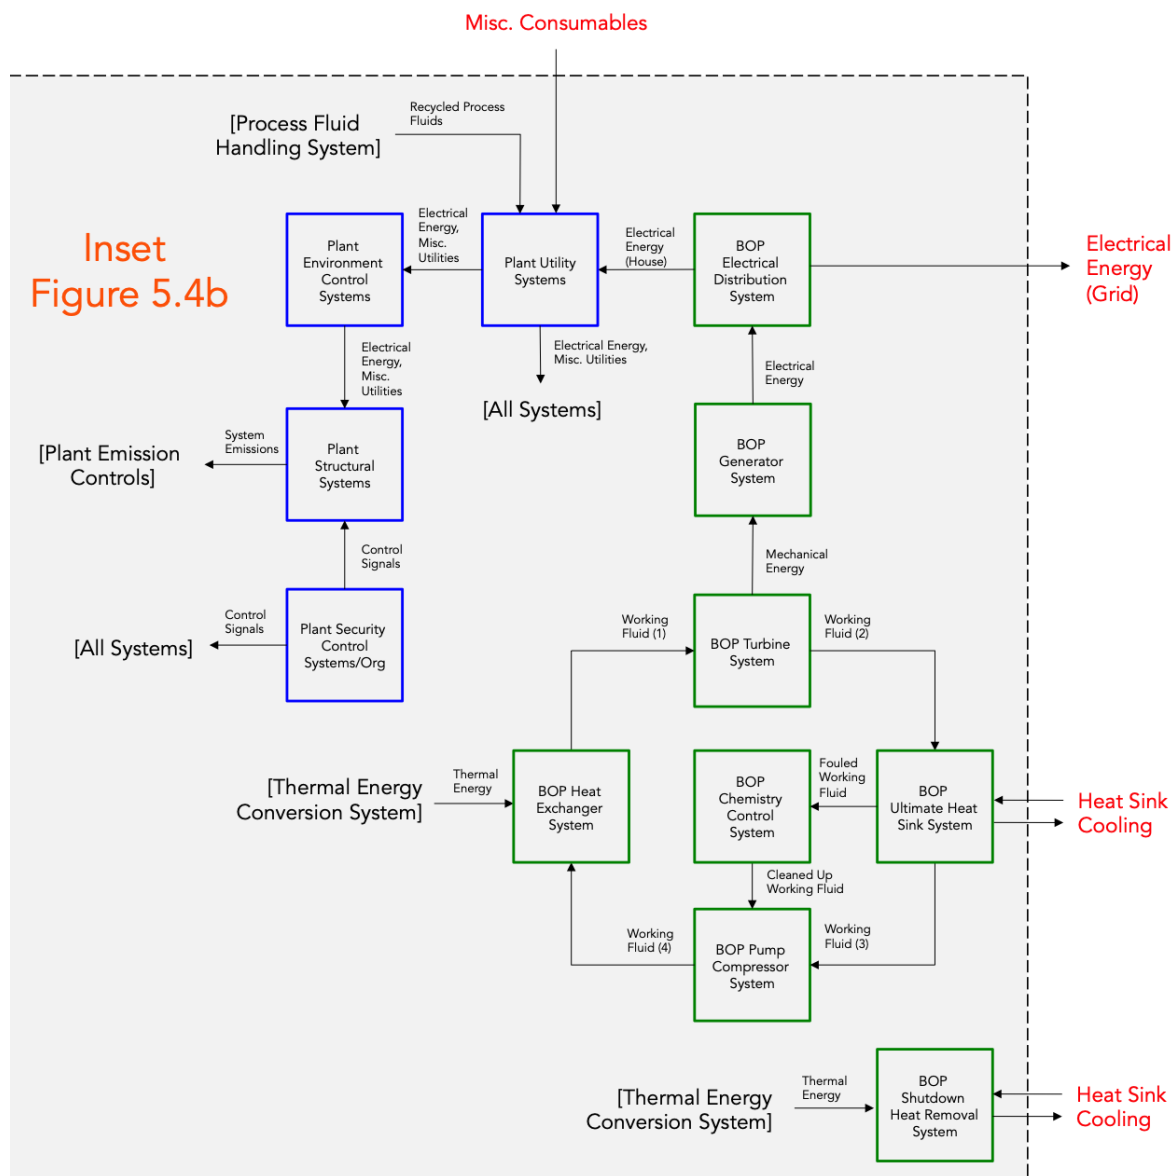 Misc. Consumables
Recycled Process
Fluids
[Process Fluid
Handling System]
Inset
Figure 5.4b
Plant
Environment
Control
Systems
Electrical
Energy,
Misc.
Utilities
Plant Utility
Systems
Electrical
Energy
(House)
BOP
Electrical
Distribution
System
Electrical
Energy
(Grid)
Electrical
Energy,
Misc.
Utilities
Electrical Energy,
Misc. Utilities
[All Systems]
Electrical
Energy
[Plant Emission
Controls]
System
Emissions
Plant
Structural
Systems
BOP
Generator
System
Control
Signals
Mechanical
Energy
[All Systems]
Control
Signals
Plant Security
Control
Systems/Org
Working
Fluid (1)
BOP Turbine
System
Working
Fluid (2)
[Thermal Energy
Conversion System]
Thermal
Energy
BOP Heat
Exchanger
System
BOP
Chemistry
Control
System
Fouled
Working
Fluid
BOP
Ultimate Heat
Sink System
Heat Sink
Cooling
Cleaned Up
Working Fluid
Working
Fluid (4)
BOP Pump
Compressor
System
Working
Fluid (3)
[Thermal Energy
Conversion System]
Thermal
Energy
BOP
Shutdown
Heat Removal
System
Heat Sink
Cooling